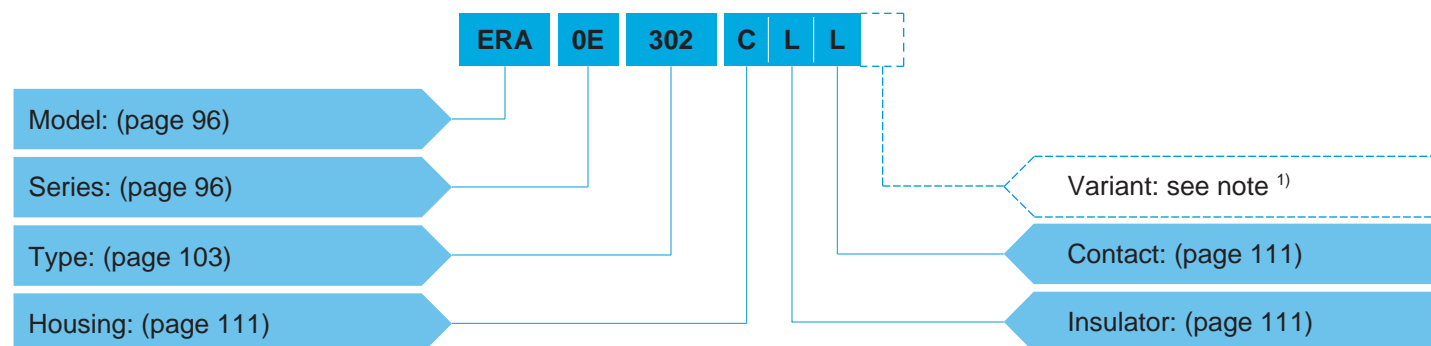 ERA 0E 302 C L L
Model: (page 96)
Series: (page 96)
Type: (page 103)
Housing: (page 111)
Variant: see note ¹⁾
Contact: (page 111)
Insulator: (page 111)